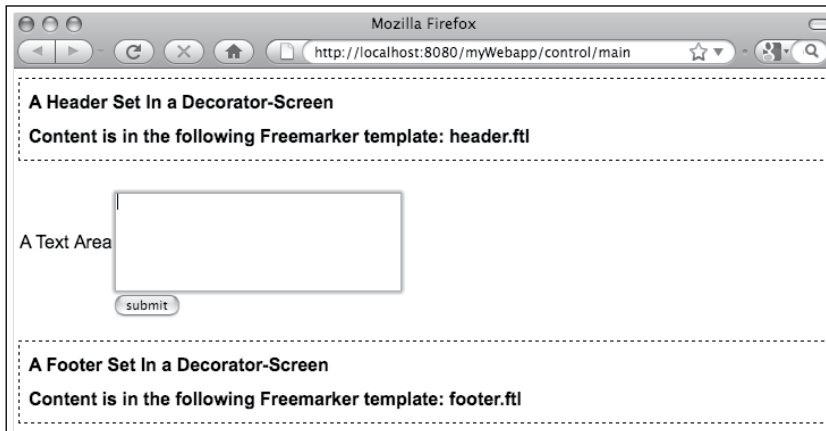 Mozilla Firefox
http://localhost:8080/myWebapp/control/main
A Header Set In a Decorator-Screen
Content is in the following Freemarker template: header.ftl
A Text Area
submit
A Footer Set In a Decorator-Screen
Content is in the following Freemarker template: footer.ftl